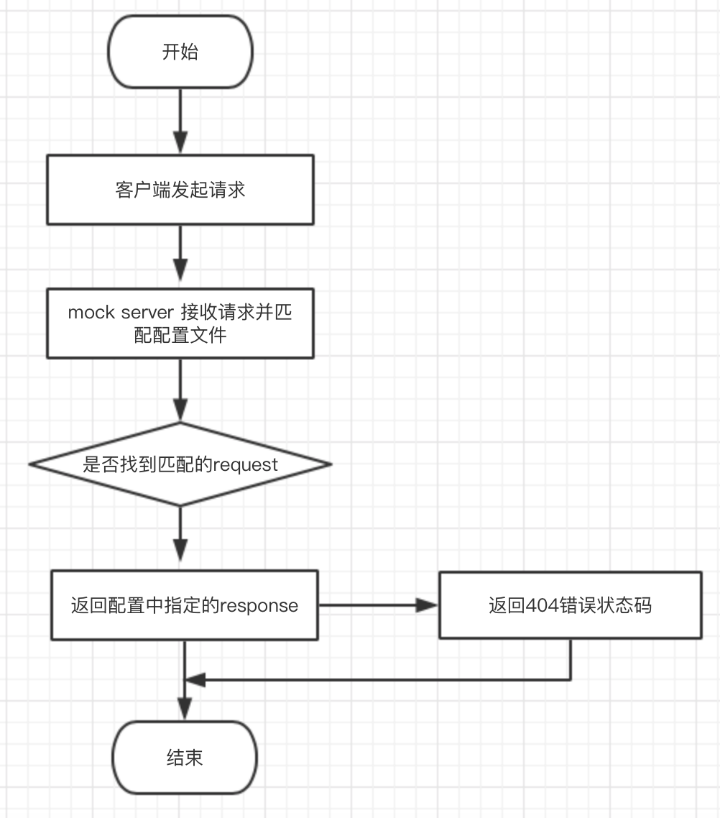 开始
客户端发起请求
mock server 接收请求并匹
配配置文件
是否找到匹配的request
返回配置中指定的response
返回404错误状态码
结束